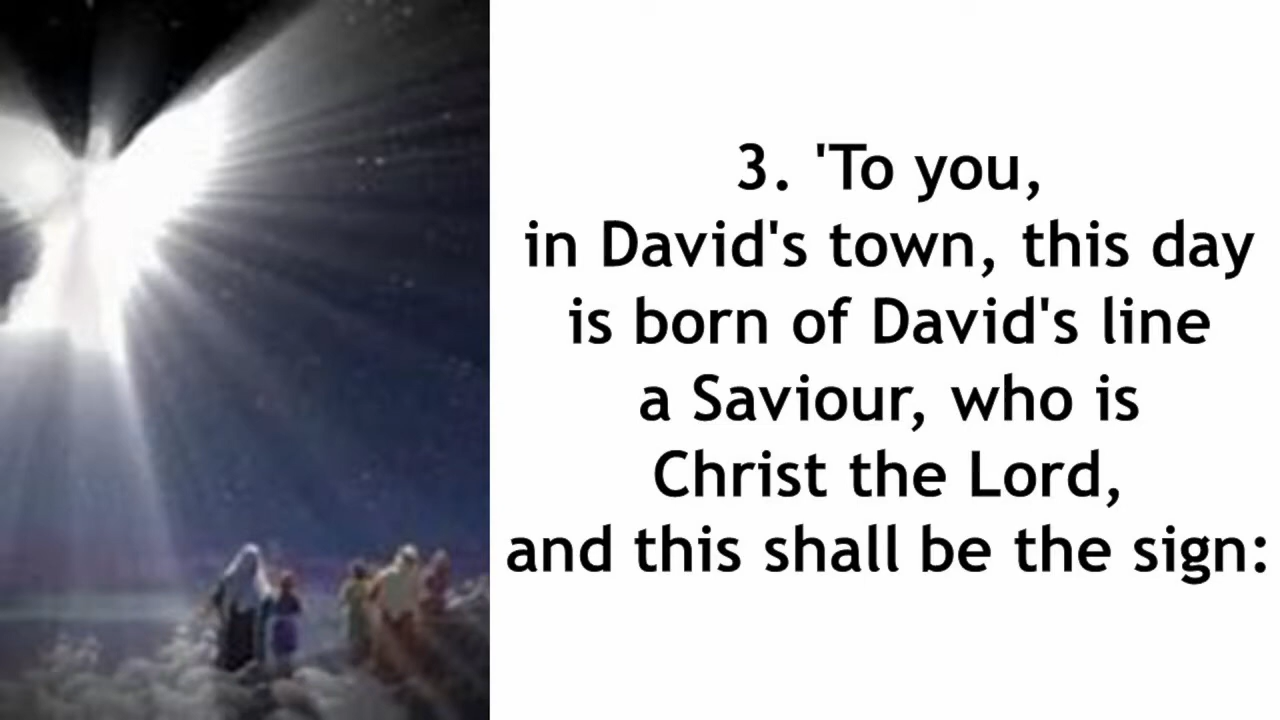 3. 'To you,
in David's town, this day
is born of David's line
a Saviour, who is
Christ the Lord,
and this shall be the sign: